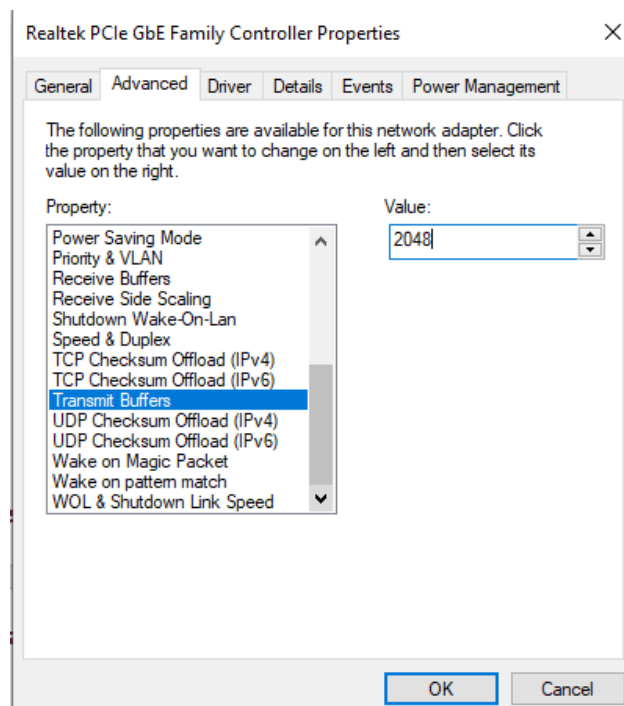 Realtek PCIe GbE Family Controller Properties
General Advanced Driver Details Events Power Management
The following properties are available for this network adapter. Click
the property that you want to change on the left and then select its
value on the right.
Property:
Value:
Power Saving Mode
Priority & VLAN
Receive Buffers
Receive Side Scaling
Shutdown Wake-On-Lan
Speed & Duplex
TCP Checksum Offload (IPv4)
TCP Checksum Offload (IPv6)
Transmit Buffers
UDP Checksum Offload (IPv4)
UDP Checksum Offload (IPv6)
Wake on Magic Packet
Wake on pattern match
WOL & Shutdown Link Speed
2048
OK Cancel